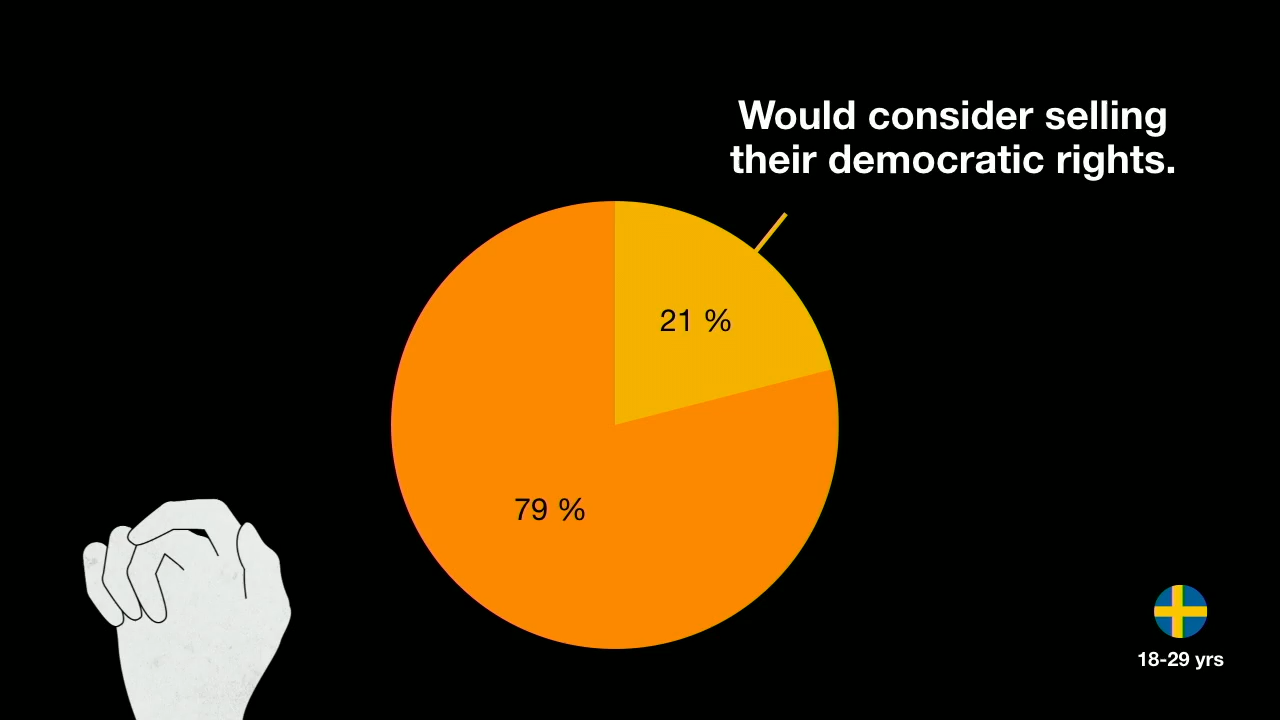 Would consider selling
their democratic rights.
21 %
79 %
18-29 yrs